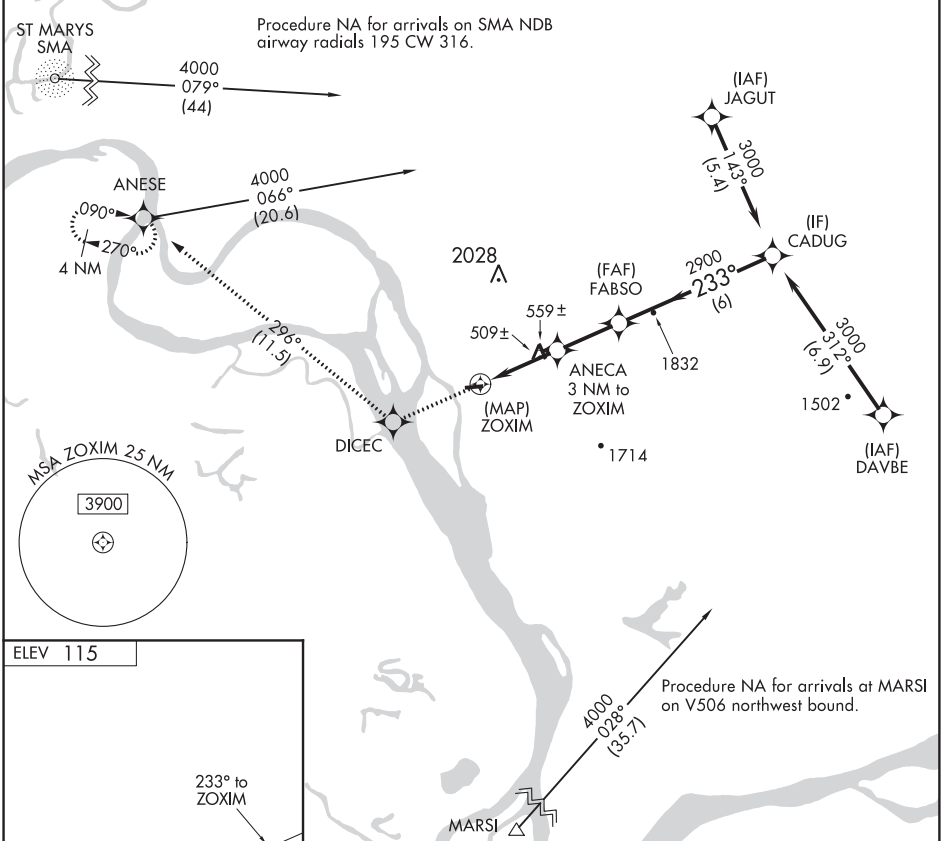 Procedure NA for arrivals on SMA NDB
airway radials 195 CW 316.
ST MARYS
SMA
4000
079°
(44)
(IAF)
JAGUT
3000
143°
(5.4)
ANESE
4000
066°
(20.6)
090°
270°
4 NM
(IF)
CADUG
2028
(FAF)
FABSO
2900
233°
(6)
559±
509±
1832
ANECA
3 NM to
ZOXIM
296°
(11.5)
3000
312°
(6.9)
1502
(MAP)
ZOXIM
DICEC
1714
(IAF)
DAVBE
MSA ZOXIM 25 NM
3900
ELEV 115
Procedure NA for arrivals at MARSI
on V506 northwest bound.
4000
028°
(35.7)
233° to
ZOXIM
MARSI